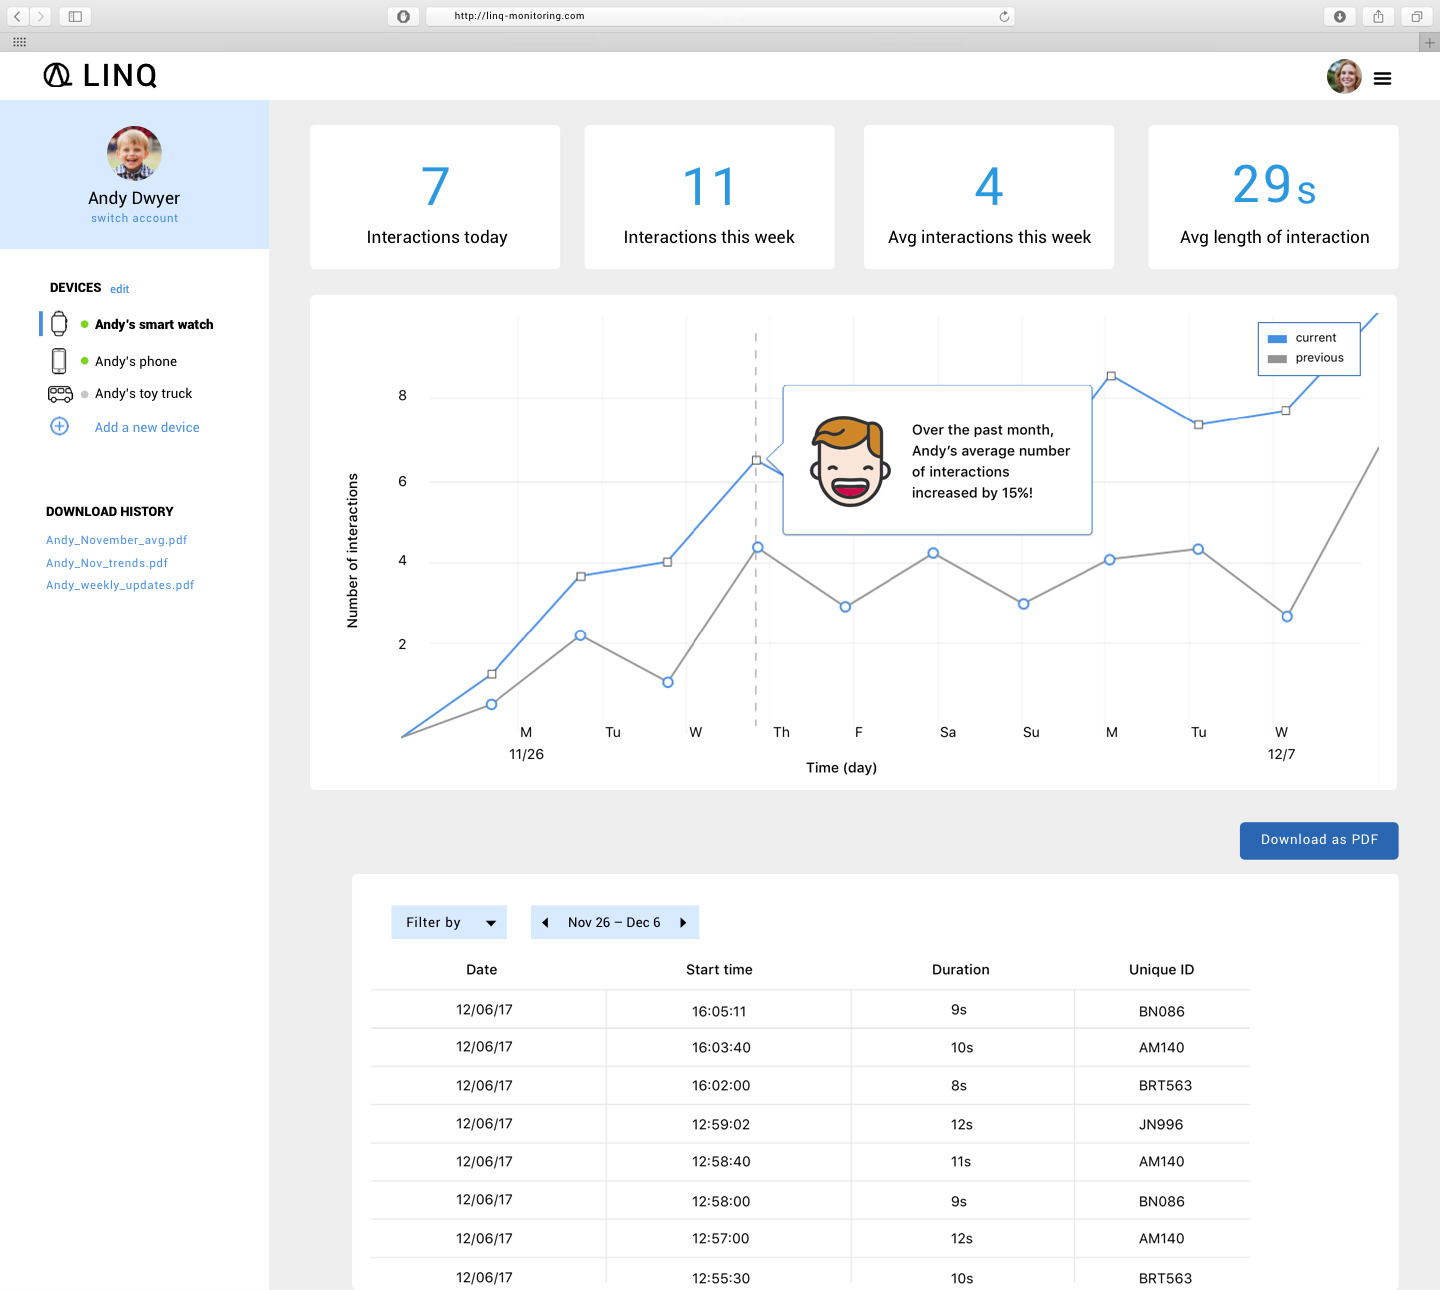 http://linq-monitoring.com
LINQ
Andy Dwyer
switch account
DEVICES edit
Andy's smart watch
Andy's phone
Andy's toy truck
Add a new device
DOWNLOAD HISTORY
Andy_November_avg.pdf
Andy_Nov_trends.pdf
Andy_weekly_updates.pdf
7
Interactions today
11
Interactions this week
4
Avg interactions this week
29s
Avg length of interaction
current
previous
8
6
4
2
Number of interactions
Over the past month,
Andy's average number
of interactions
increased by 15%!
M Tu W Th F Sa Su M Tu W
11/26 12/7
Time (day)
Download as PDF
Filter by Nov 26 – Dec 6
Date Start time Duration Unique ID
12/06/17 16:05:11 9s BN086
12/06/17 16:03:40 10s AM140
12/06/17 16:02:00 8s BRT563
12/06/17 12:59:02 12s JN996
12/06/17 12:58:40 11s AM140
12/06/17 12:58:00 9s BN086
12/06/17 12:57:00 12s AM140
12/06/17 12:55:30 10s BRT563